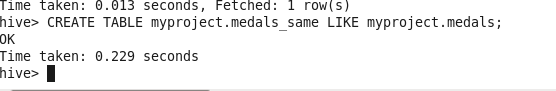 Time taken: 0.013 seconds, Fetched: 1 row(s)
hive> CREATE TABLE myproject.medals_same LIKE myproject.medals;
OK
Time taken: 0.229 seconds
hive>